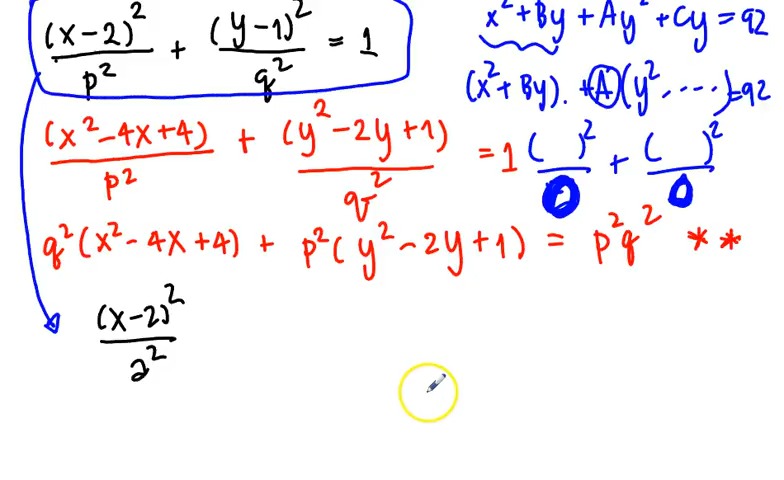 (x-2)²/p² + (y-1)²/q² = 1
x² + By + Ay² + Cy = 92
(x² + By). + A(y², ....) = 92
(x² - 4x + 4)/p² + (y² - 2y + 1)/q² = 1
( )²/0 + ( )²/0
q²(x² - 4x + 4) + p²(y² - 2y + 1) = p²q² **
(x-2)²/2²